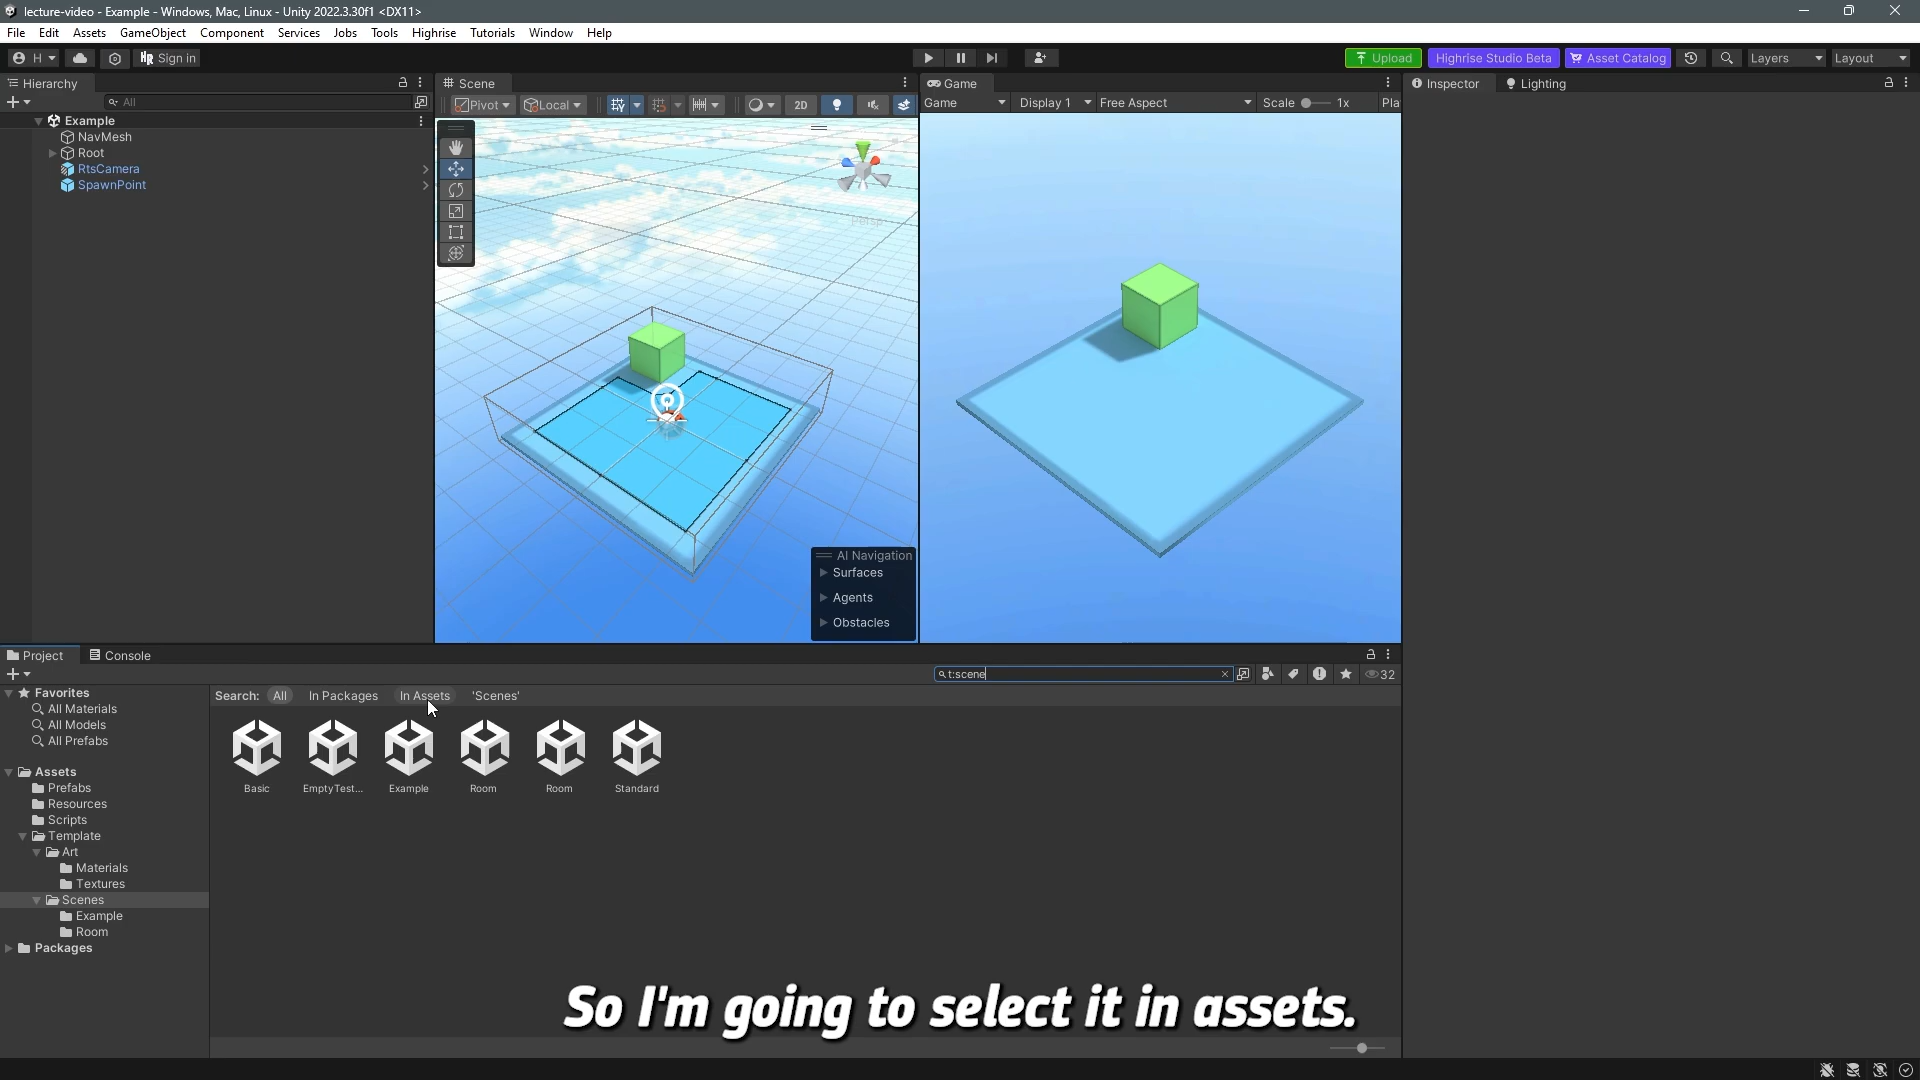 lecture-video - Example - Windows, Mac, Linux - Unity 2022.3.30f1 <DX11>
File Edit Assets GameObject Component Services Jobs Tools Highrise Tutorials Window Help
H Sign in Upload Highrise Studio Beta Asset Catalog Layers Layout
Hierarchy
All
Example
NavMesh
Root
RtsCamera
SpawnPoint
Scene
Pivot Local 2D
Persp
AI Navigation
Surfaces
Agents
Obstacles
Game
Game Display 1 Free Aspect Scale 1x Pla
Inspector Lighting
Project Console
t:scene
32
Favorites
All Materials
All Models
All Prefabs
Assets
Prefabs
Resources
Scripts
Template
Art
Materials
Textures
Scenes
Example
Room
Packages
Search: All In Packages In Assets 'Scenes'
Basic EmptyTest... Example Room Room Standard
So I'm going to select it in assets.